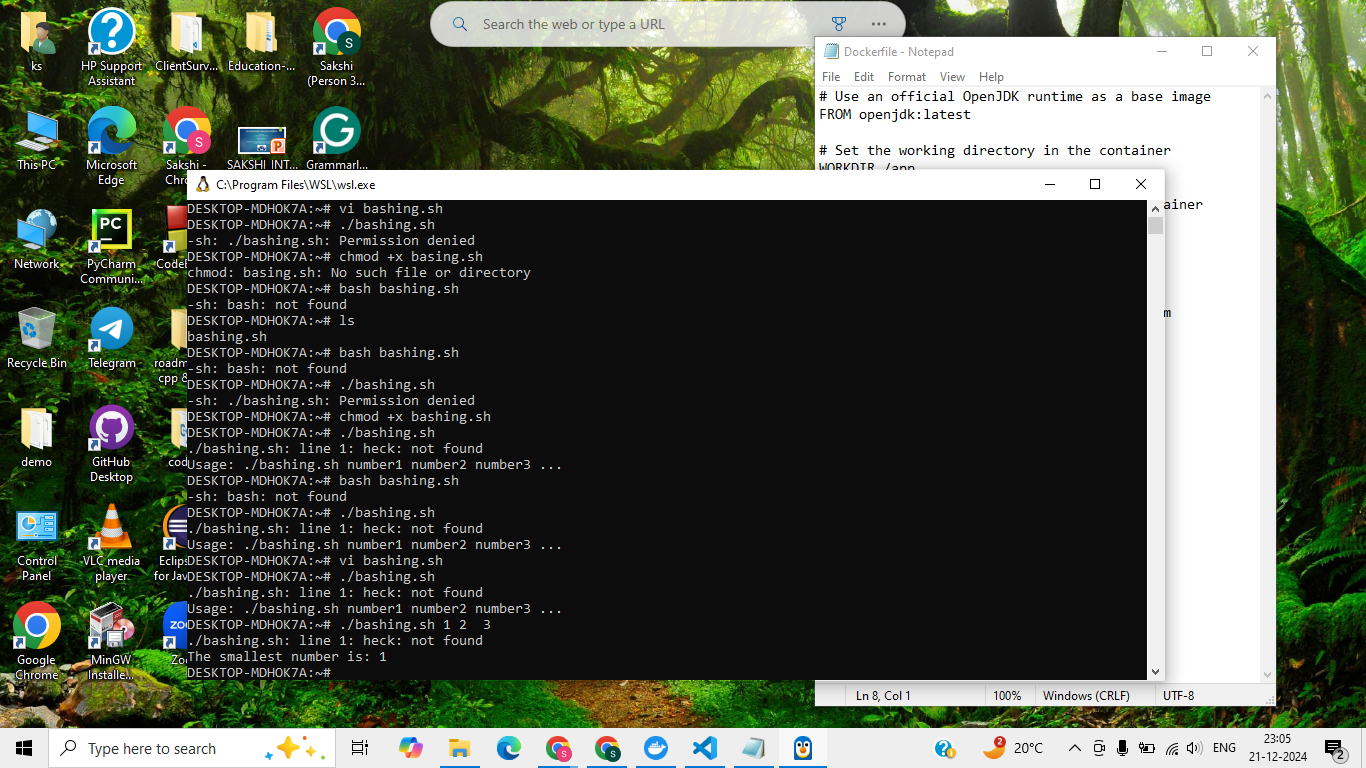 Search the web or type a URL
ks
HP Support
Assistant
ClientSurv...
Education-...
Sakshi
(Person 3...
This PC
Microsoft
Edge
Sakshi -
Chro
SAKSHI_INT...
Grammarl...
Network
PyCharm
Communi...
CodeB
Recycle Bin
Telegram
roadm
cpp 8
demo
GitHub
Desktop
cod
Control
Panel
VLC media
player
Eclips
for Java
Google
Chrome
MinGW
Installe...
Zoo
Dockerfile - Notepad
File Edit Format View Help
# Use an official OpenJDK runtime as a base image
FROM openjdk:latest
# Set the working directory in the container
WORKDIR /app
ainer
m
Ln 8, Col 1 100% Windows (CRLF) UTF-8
C:\Program Files\WSL\wsl.exe
DESKTOP-MDHOK7A:~# vi bashing.sh
DESKTOP-MDHOK7A:~# ./bashing.sh
-sh: ./bashing.sh: Permission denied
DESKTOP-MDHOK7A:~# chmod +x basing.sh
chmod: basing.sh: No such file or directory
DESKTOP-MDHOK7A:~# bash bashing.sh
-sh: bash: not found
DESKTOP-MDHOK7A:~# ls
bashing.sh
DESKTOP-MDHOK7A:~# bash bashing.sh
-sh: bash: not found
DESKTOP-MDHOK7A:~# ./bashing.sh
-sh: ./bashing.sh: Permission denied
DESKTOP-MDHOK7A:~# chmod +x bashing.sh
DESKTOP-MDHOK7A:~# ./bashing.sh
./bashing.sh: line 1: heck: not found
Usage: ./bashing.sh number1 number2 number3 ...
DESKTOP-MDHOK7A:~# bash bashing.sh
-sh: bash: not found
DESKTOP-MDHOK7A:~# ./bashing.sh
./bashing.sh: line 1: heck: not found
Usage: ./bashing.sh number1 number2 number3 ...
DESKTOP-MDHOK7A:~# vi bashing.sh
DESKTOP-MDHOK7A:~# ./bashing.sh
./bashing.sh: line 1: heck: not found
Usage: ./bashing.sh number1 number2 number3 ...
DESKTOP-MDHOK7A:~# ./bashing.sh 1 2  3
./bashing.sh: line 1: heck: not found
The smallest number is: 1
DESKTOP-MDHOK7A:~#
Type here to search
20°C
ENG
23:05
21-12-2024
2